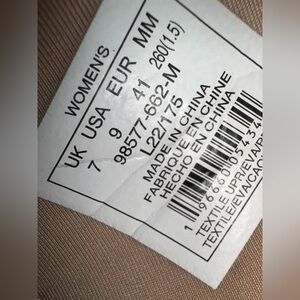 WOMEN'S
UK USA EUR MM
7 9 41 260(1.5)
98577-662-M
L22/175
MADE IN CHINA
FABRIQUE EN CHINE
HECHO EN CHINA
TEXTILE UPR/EVA/
TEXTILE/EVA